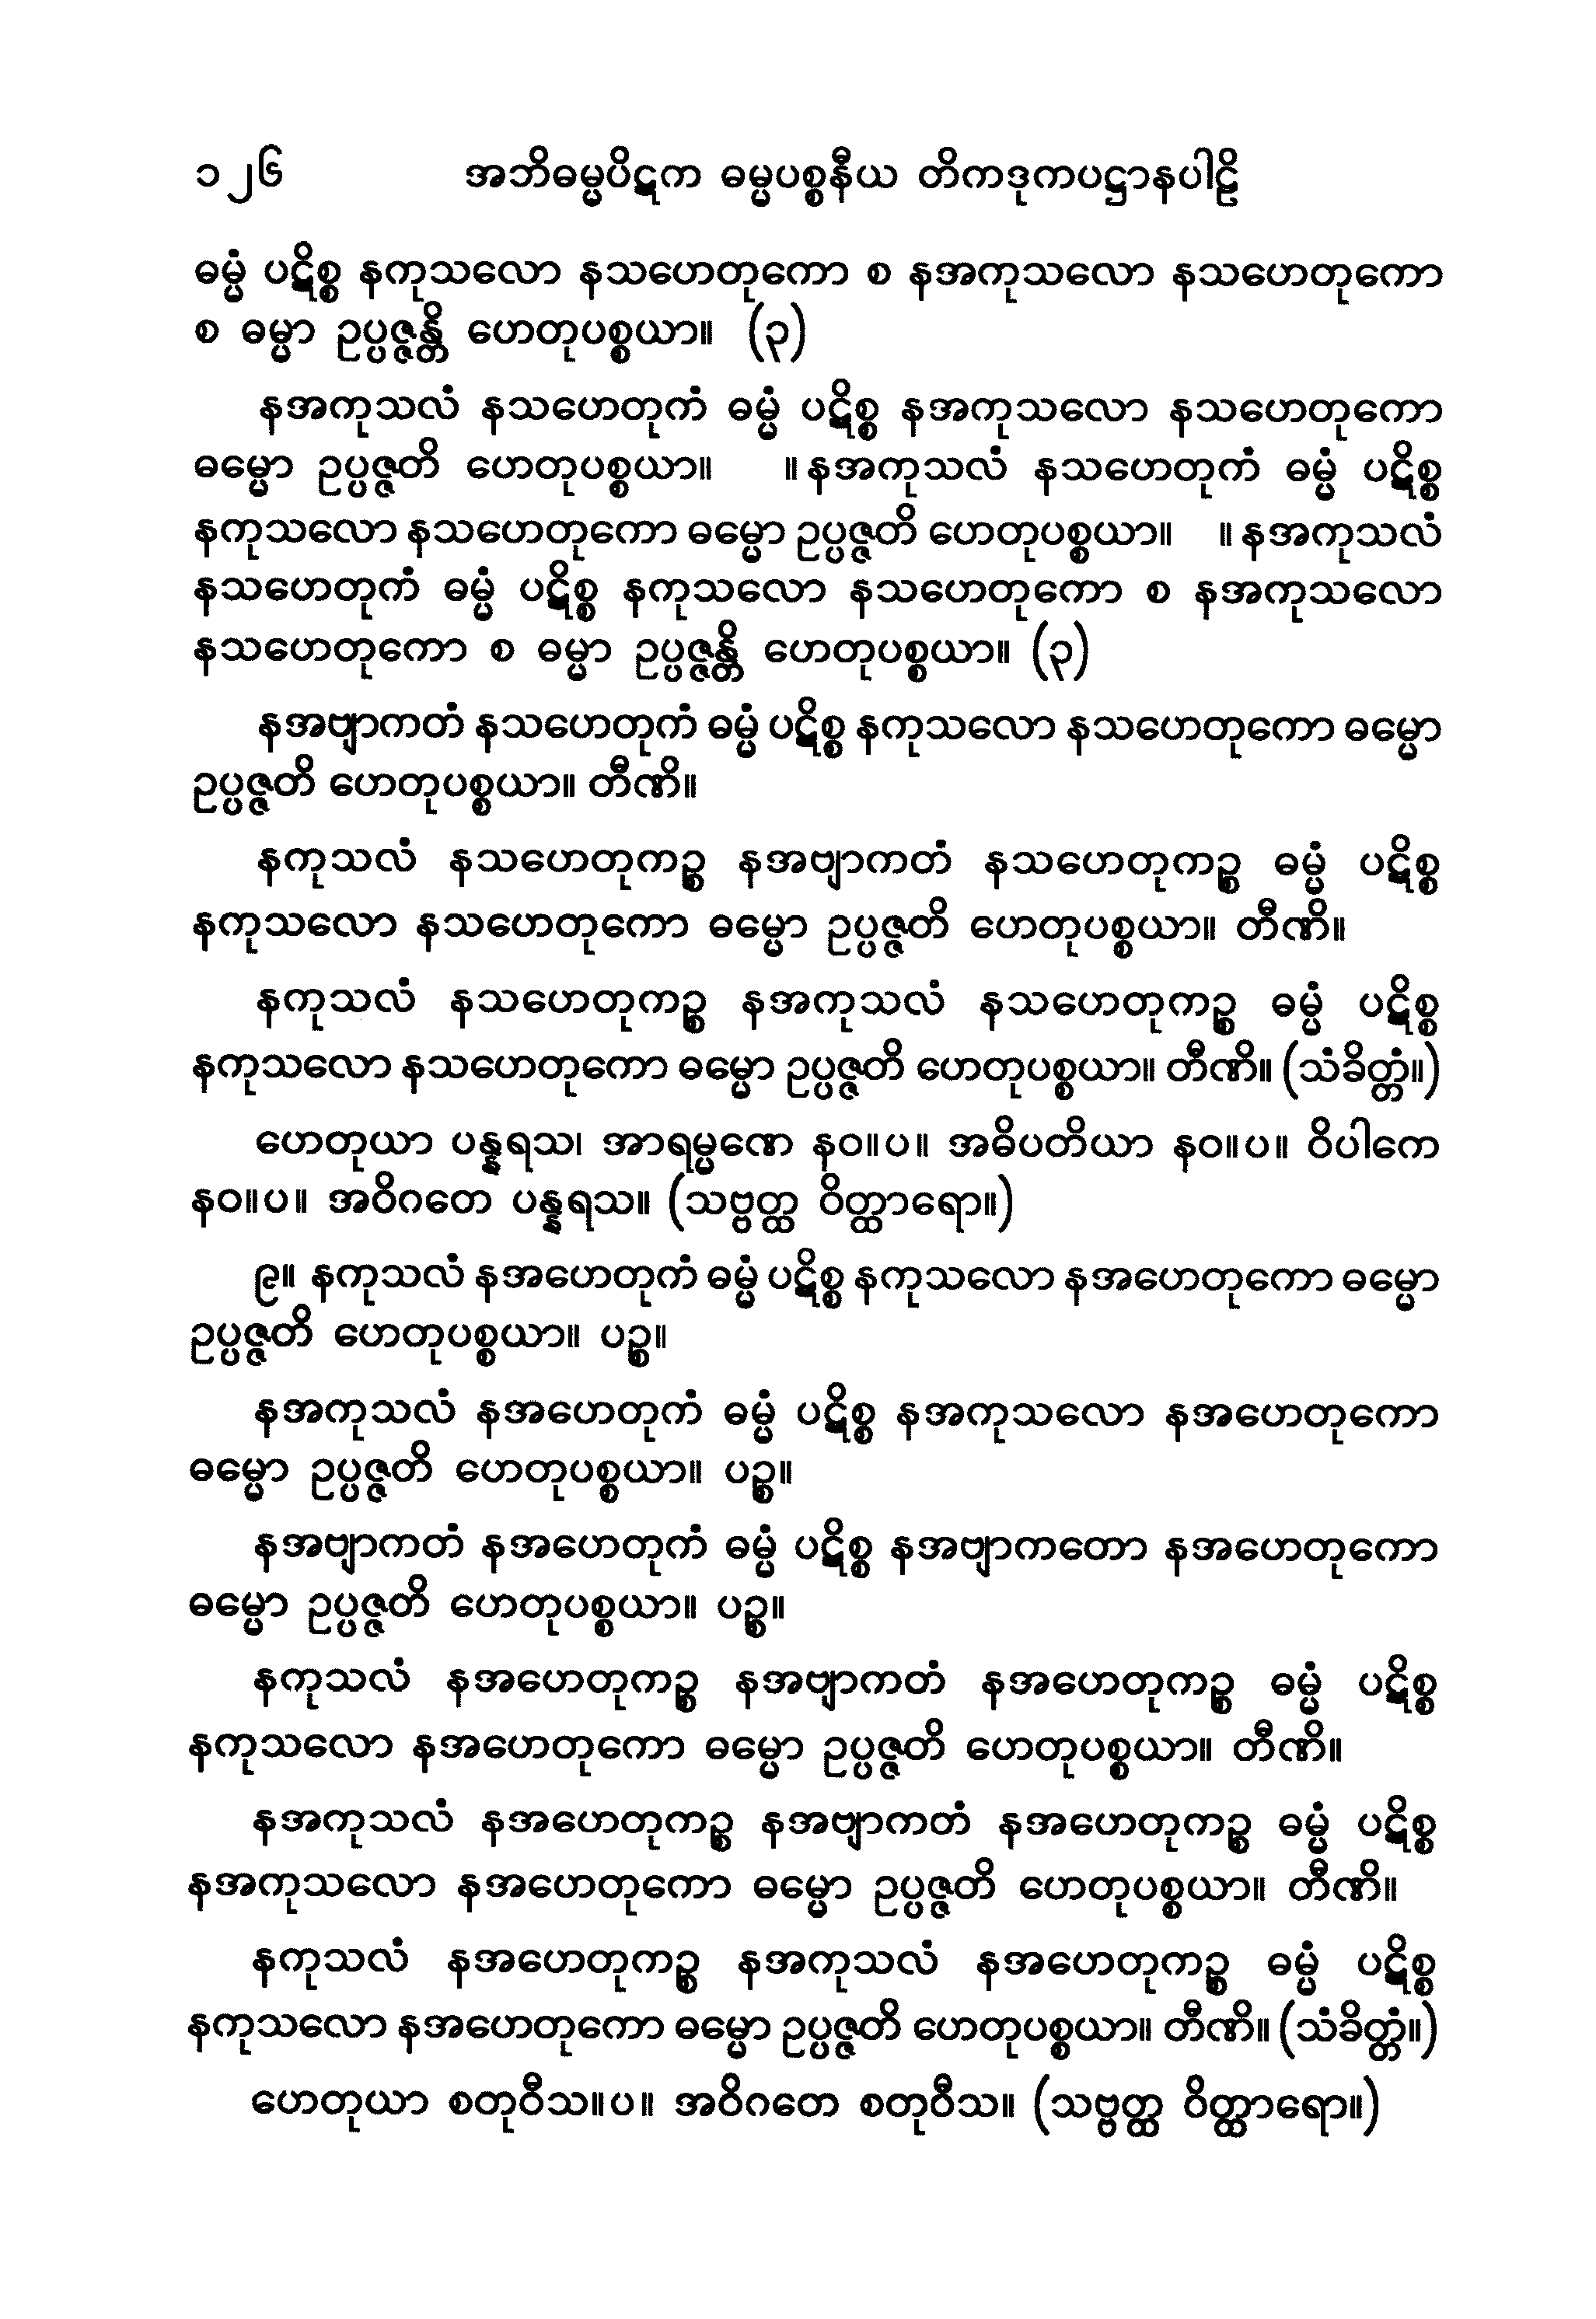 ၁၂၆ အဘိဓမ္မပိဋက ဓမ္မပစ္စနီယ တိကဒုကပဋ္ဌာနပါဠိ
ဓမ္မံ ပဋိစ္စ နကုသလော နသဟေတုကော စ နအကုသလော နသဟေတုကော
စ ဓမ္မာ ဥပ္ပဇ္ဇန္တိ ဟေတုပစ္စယာ။ (၃)
နအကုသလံ နသဟေတုကံ ဓမ္မံ ပဋိစ္စ နအကုသလော နသဟေတုကော
ဓမ္မော ဥပ္ပဇ္ဇတိ ဟေတုပစ္စယာ။ ။ နအကုသလံ နသဟေတုကံ ဓမ္မံ ပဋိစ္စ
နကုသလော နသဟေတုကော ဓမ္မော ဥပ္ပဇ္ဇတိ ဟေတုပစ္စယာ။ ။ နအကုသလံ
နသဟေတုကံ ဓမ္မံ ပဋိစ္စ နကုသလော နသဟေတုကော စ နအကုသလော
နသဟေတုကော စ ဓမ္မာ ဥပ္ပဇ္ဇန္တိ ဟေတုပစ္စယာ။ (၃)
နအဗျာကတံ နသဟေတုကံ ဓမ္မံ ပဋိစ္စ နကုသလော နသဟေတုကော ဓမ္မော
ဥပ္ပဇ္ဇတိ ဟေတုပစ္စယာ။ တီဏိ။
နကုသလံ နသဟေတုကဉ္စ နအဗျာကတံ နသဟေတုကဉ္စ ဓမ္မံ ပဋိစ္စ
နကုသလော နသဟေတုကော ဓမ္မော ဥပ္ပဇ္ဇတိ ဟေတုပစ္စယာ။ တီဏိ။
နကုသလံ နသဟေတုကဉ္စ နအကုသလံ နသဟေတုကဉ္စ ဓမ္မံ ပဋိစ္စ
နကုသလော နသဟေတုကော ဓမ္မော ဥပ္ပဇ္ဇတိ ဟေတုပစ္စယာ။ တီဏိ။ (သံခိတ္တံ။)
ဟေတုယာ ပန္နရသ၊ အာရမ္မဏေ နဝ။ပ။ အဓိပတိယာ နဝ။ပ။ ဝိပါကေ
နဝ။ပ။ အဝိဂတေ ပန္နရသ။ (သဗ္ဗတ္ထ ဝိတ္ထာရော။)
၉။ နကုသလံ နအဟေတုကံ ဓမ္မံ ပဋိစ္စ နကုသလော နအဟေတုကော ဓမ္မော
ဥပ္ပဇ္ဇတိ ဟေတုပစ္စယာ။ ပဉ္စ။
နအကုသလံ နအဟေတုကံ ဓမ္မံ ပဋိစ္စ နအကုသလော နအဟေတုကော
ဓမ္မော ဥပ္ပဇ္ဇတိ ဟေတုပစ္စယာ။ ပဉ္စ။
နအဗျာကတံ နအဟေတုကံ ဓမ္မံ ပဋိစ္စ နအဗျာကတော နအဟေတုကော
ဓမ္မော ဥပ္ပဇ္ဇတိ ဟေတုပစ္စယာ။ ပဉ္စ။
နကုသလံ နအဟေတုကဉ္စ နအဗျာကတံ နအဟေတုကဉ္စ ဓမ္မံ ပဋိစ္စ
နကုသလော နအဟေတုကော ဓမ္မော ဥပ္ပဇ္ဇတိ ဟေတုပစ္စယာ။ တီဏိ။
နအကုသလံ နအဟေတုကဉ္စ နအဗျာကတံ နအဟေတုကဉ္စ ဓမ္မံ ပဋိစ္စ
နအကုသလော နအဟေတုကော ဓမ္မော ဥပ္ပဇ္ဇတိ ဟေတုပစ္စယာ။ တီဏိ။
နကုသလံ နအဟေတုကဉ္စ နအကုသလံ နအဟေတုကဉ္စ ဓမ္မံ ပဋိစ္စ
နကုသလော နအဟေတုကော ဓမ္မော ဥပ္ပဇ္ဇတိ ဟေတုပစ္စယာ။ တီဏိ။ (သံခိတ္တံ။)
ဟေတုယာ စတုဝီသ။ပ။ အဝိဂတေ စတုဝီသ။ (သဗ္ဗတ္ထ ဝိတ္ထာရော။)